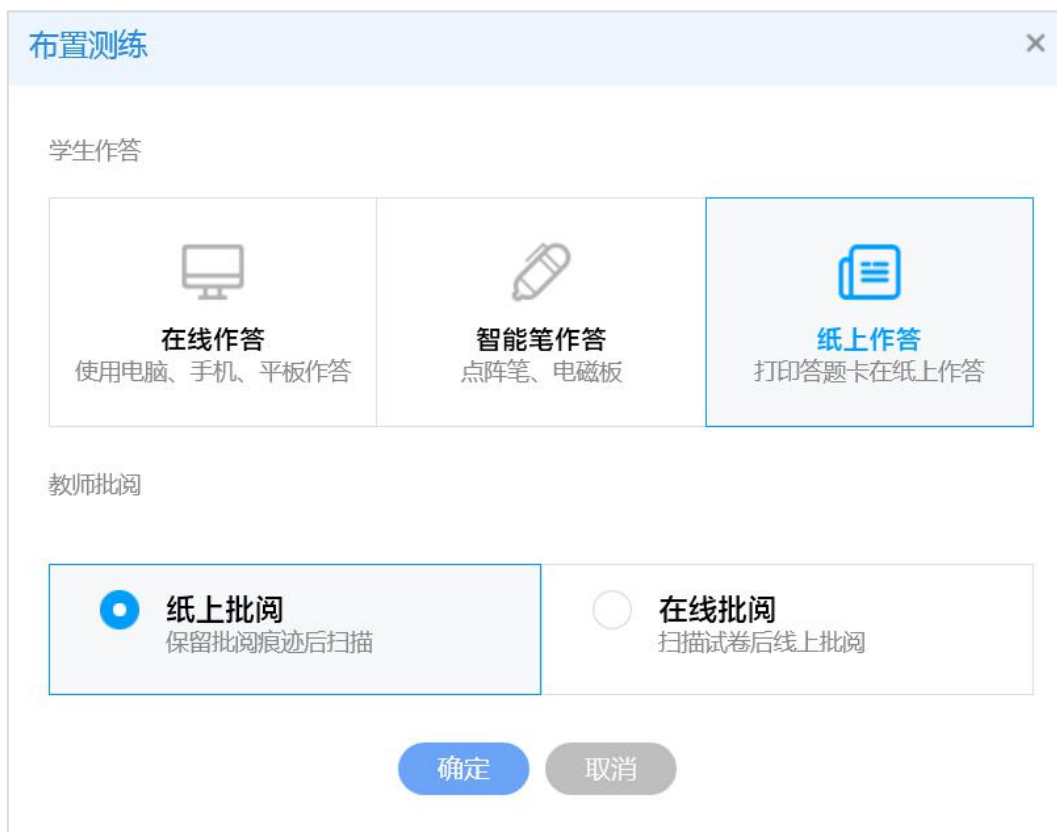 布置测练
学生作答
在线作答
使用电脑、手机、平板作答
智能笔作答
点阵笔、电磁板
纸上作答
打印答题卡在纸上作答
教师批阅
纸上批阅
保留批阅痕迹后扫描
在线批阅
扫描试卷后线上批阅
确定
取消